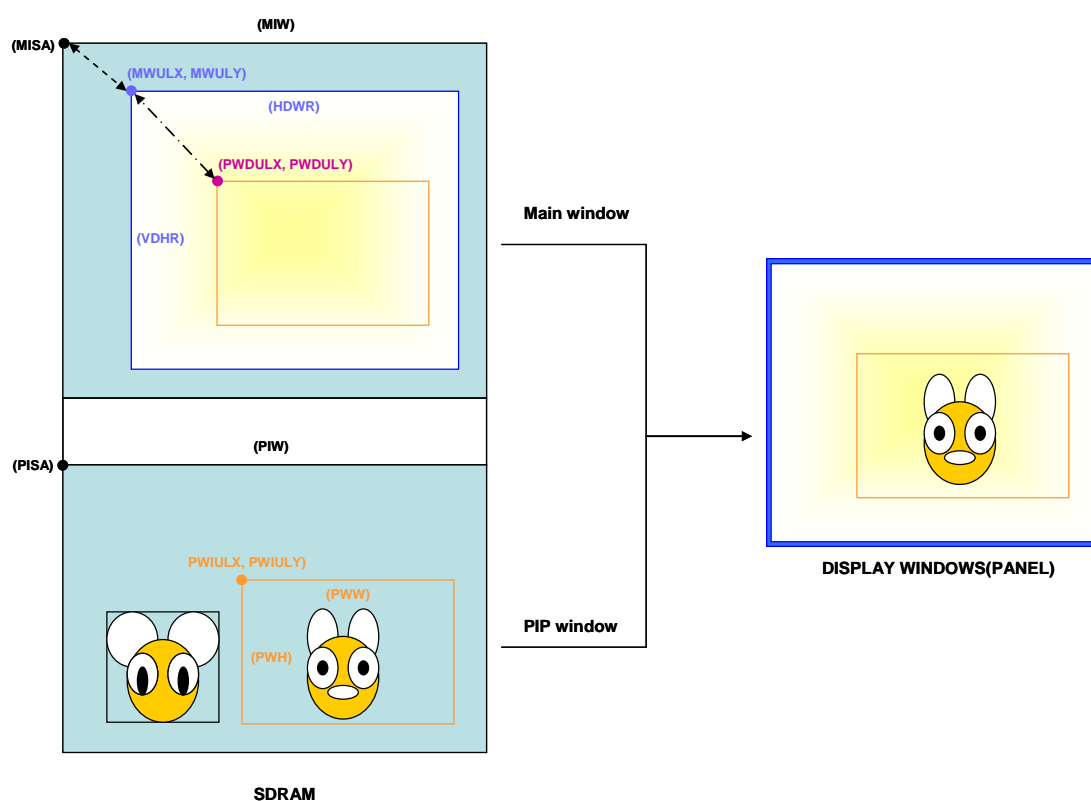 (MIW)
(MISA)
(MWULX, MWULY)
(HDWR)
(PWDULX, PWDULY)
(VDHR)
Main window
(PIW)
(PISA)
PWIULX, PWIULY)
(PWW)
(PWH)
PIP window
DISPLAY WINDOWS(PANEL)
SDRAM